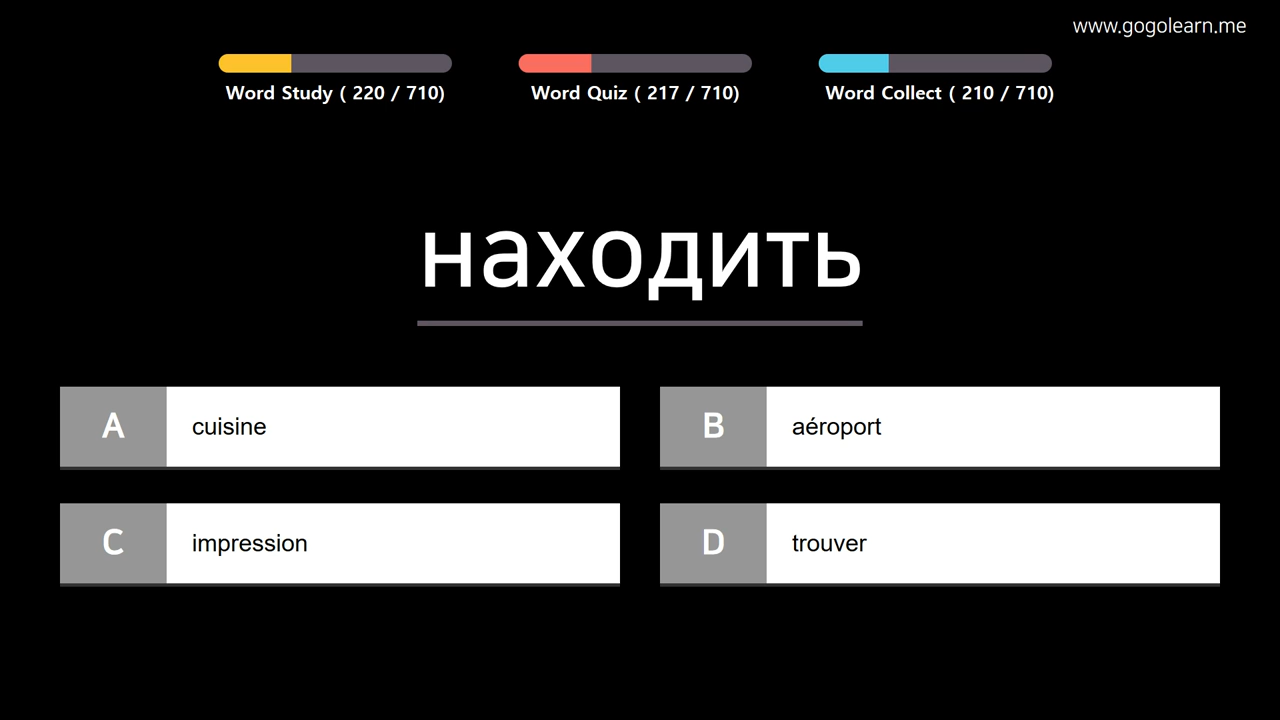 www.gogolearn.me
Word Study ( 220 / 710)
Word Quiz ( 217 / 710)
Word Collect ( 210 / 710)
находить
A cuisine
B aéroport
C impression
D trouver